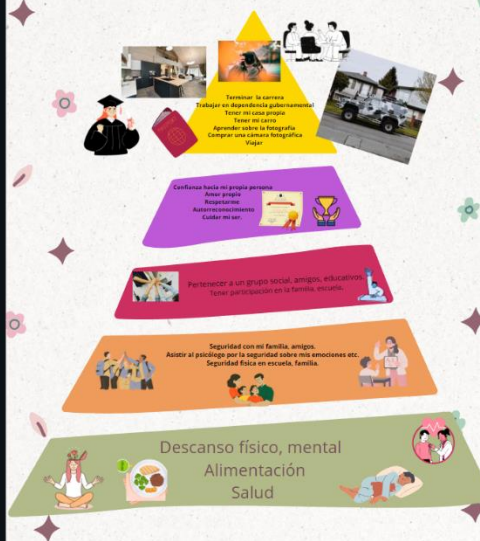 Terminar la carrera
Trabajar en dependencia gubernamental
Tener mi casa propia
Tener mi carro
Aprender sobre la fotografía
Comprar una cámara fotográfica
Viajar
Confianza hacia mi propia persona
Amor propio
Respetarme
Autorreconocimiento
Cuidar mi ser.
Pertenecer a un grupo social, amigos, educativos.
Tener participación en la familia, escuela.
Seguridad con mi familia, amigos.
Asistir al psicólogo por la seguridad sobre mis emociones etc.
Seguridad física en escuela, familia.
Descanso físico, mental
Alimentación
Salud